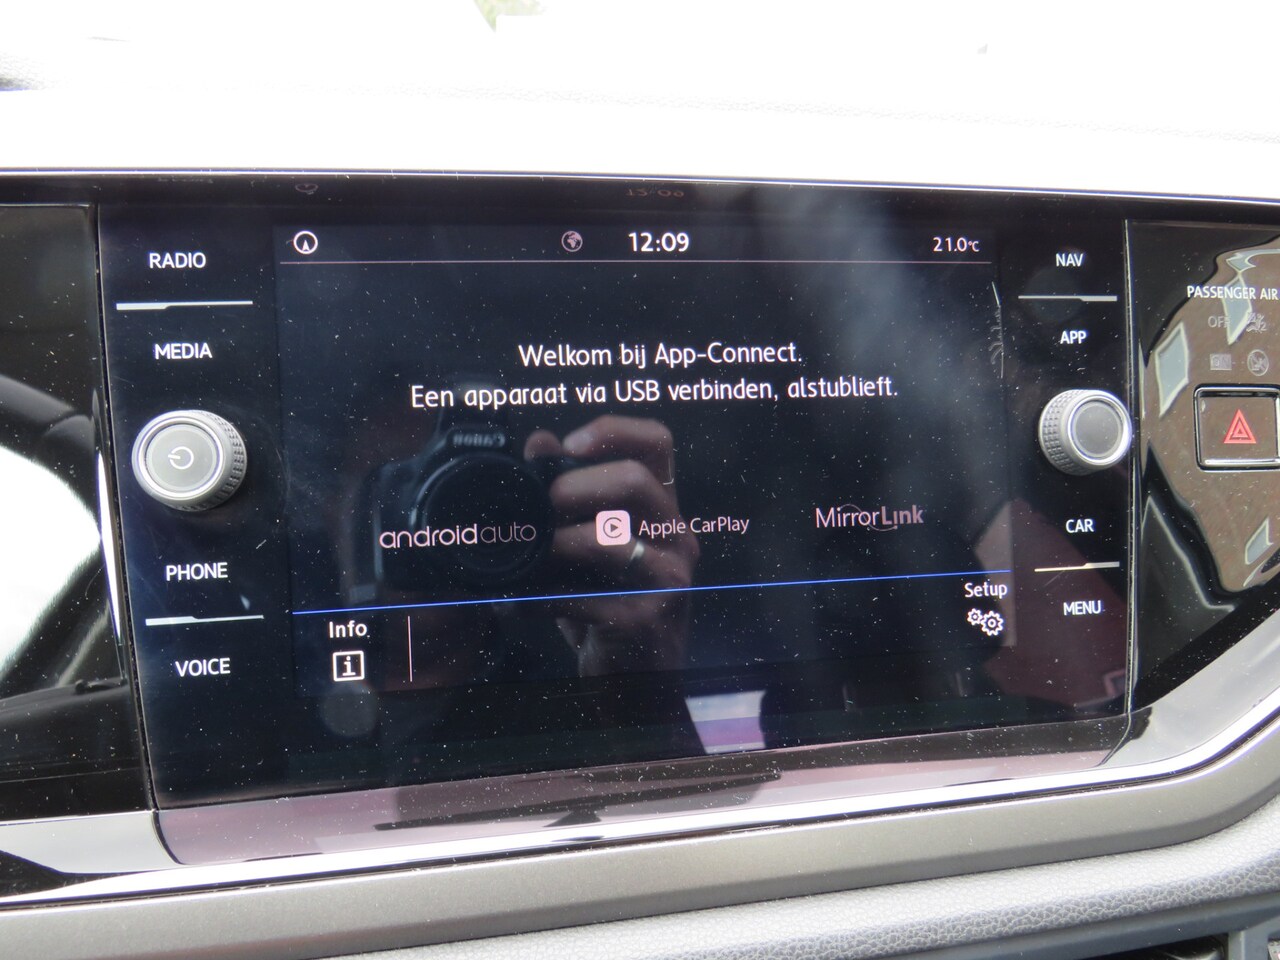 12:09
21.0°C
RADIO
MEDIA
PHONE
VOICE
Welkom bij App-Connect.
Een apparaat via USB verbinden, alstublieft.
androidauto
Apple CarPlay
MirrorLink
Info
i
Setup
NAV
APP
CAR
MENU
PASSENGER AIR
Canon